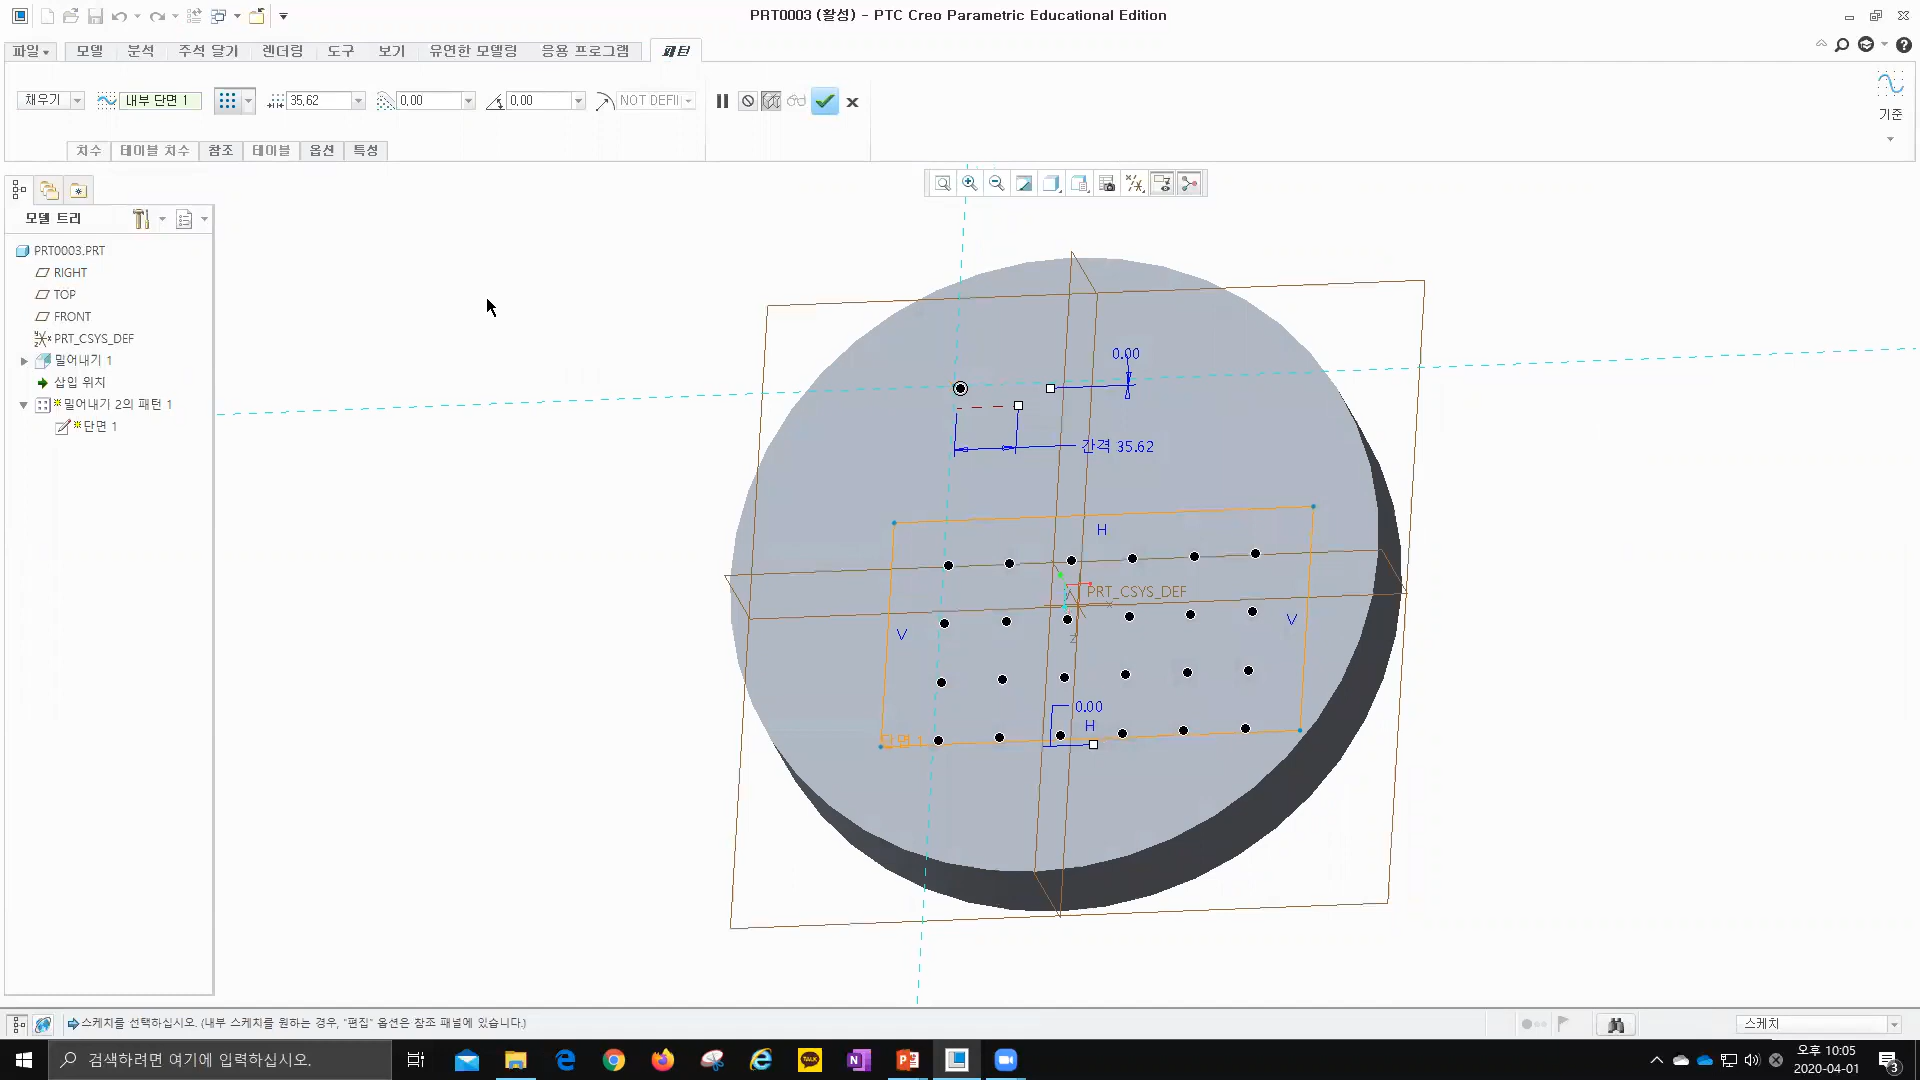 PRT0003 (활성) - PTC Creo Parametric Educational Edition
파일 모델 분석 주석 달기 렌더링 도구 보기 유연한 모델링 응용 프로그램 패턴
채우기 내부 단면 1 35,62 0,00 0,00 NOT DEFII
기준
치수 테이블 치수 참조 테이블 옵션 특성
모델 트리
PRT0003.PRT
RIGHT
TOP
FRONT
PRT_CSYS_DEF
밀어내기 1
삽입 위치
밀어내기 2의 패턴 1
단면 1
0.00
간격 35.62
H
PRT_CSYS_DEF
X
V
V
Z
0.00
H
단면 1
스케치를 선택하십시오. (내부 스케치를 원하는 경우, "편집" 옵션은 참조 패널에 있습니다.)
스케치
검색하려면 여기에 입력하십시오.
TALK
오후 10:05
2020-04-01
3